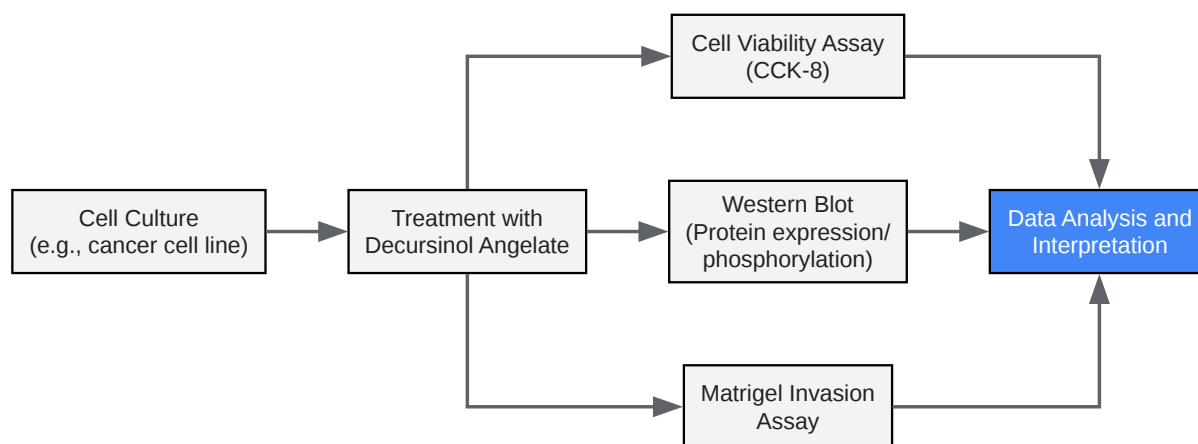 Cell Viability Assay
(CCK-8)
Cell Culture
(e.g., cancer cell line)
Treatment with
Decursinol Angelate
Western Blot
(Protein expression/
phosphorylation)
Data Analysis and
Interpretation
Matrigel Invasion
Assay